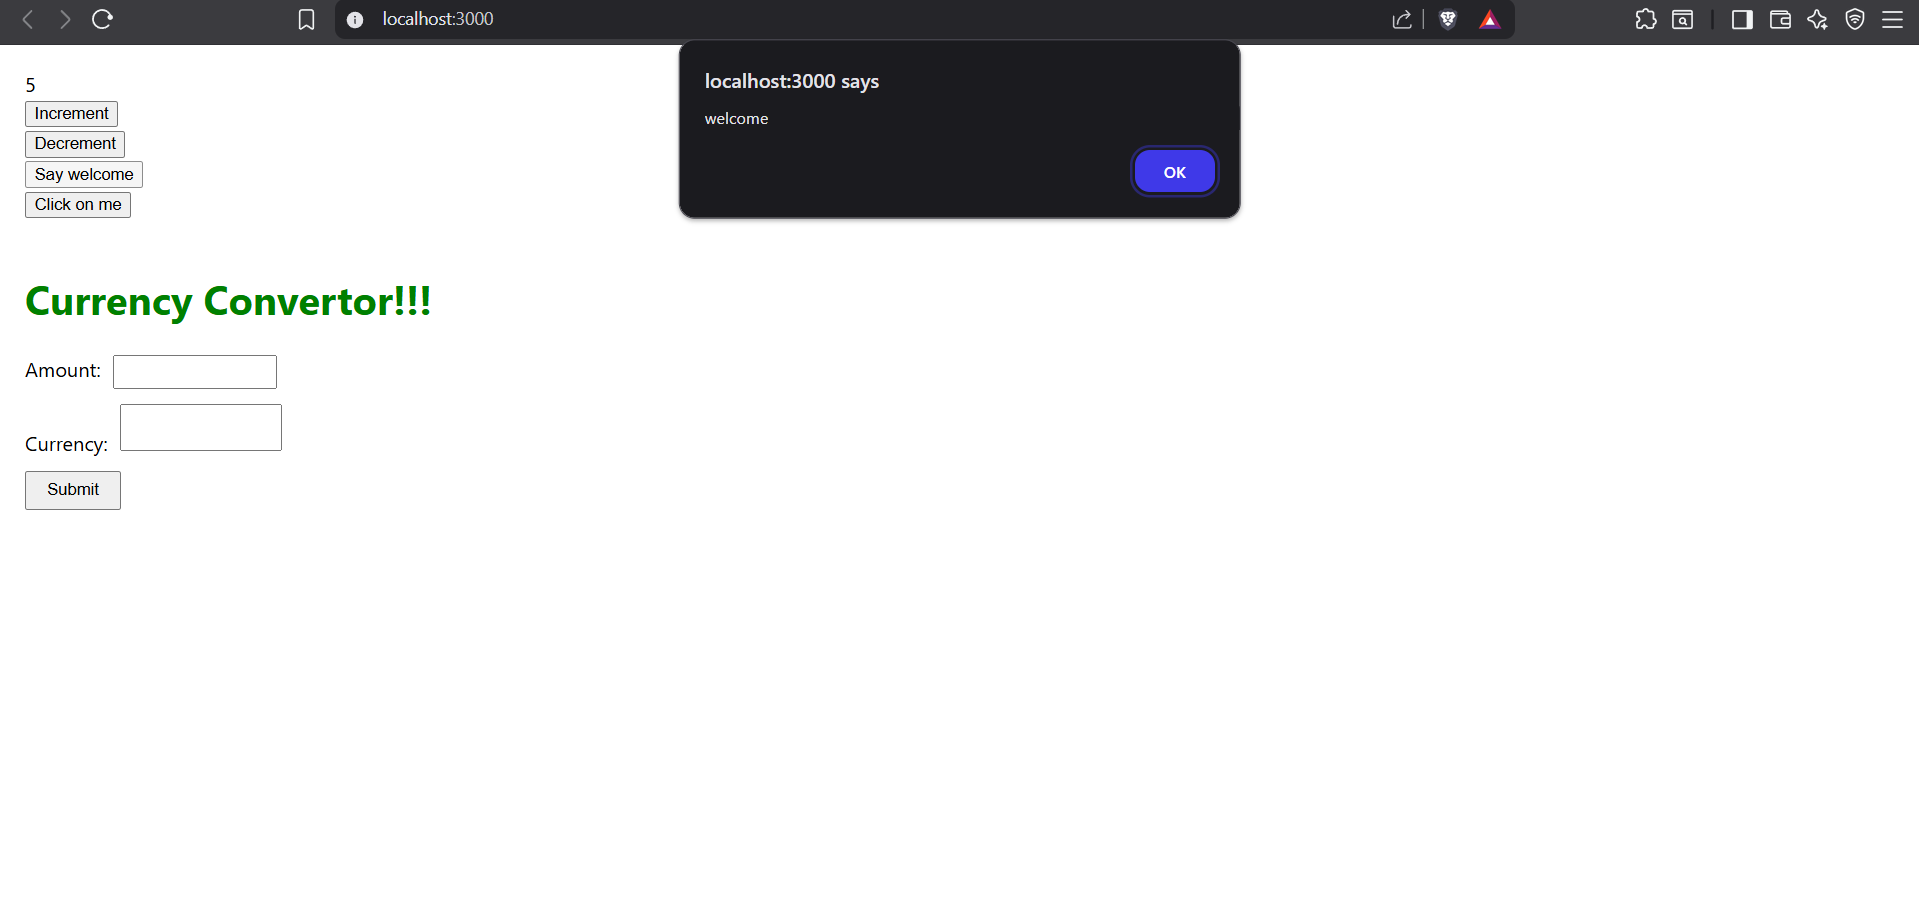 localhost:3000
localhost:3000 says
welcome
OK
5
Increment
Decrement
Say welcome
Click on me
Currency Convertor!!!
Amount:
Currency:
Submit